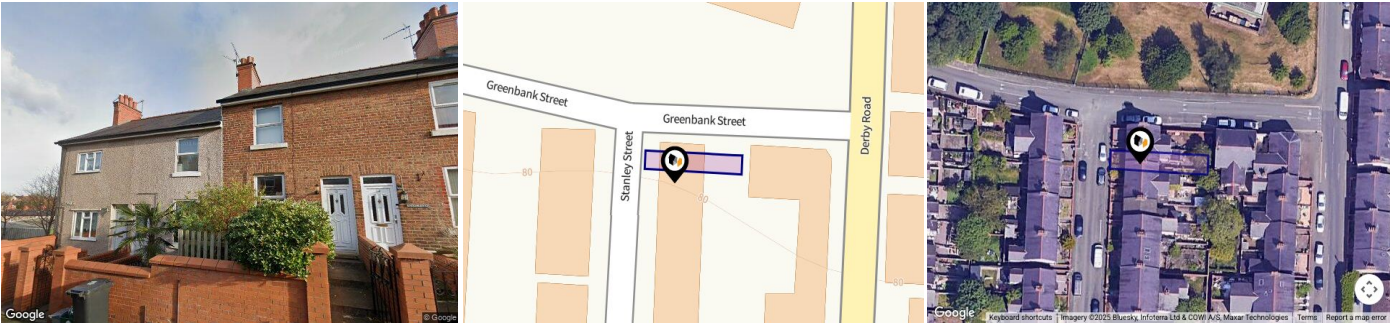 Google
© Google
Greenbank Street
Greenbank Street
Stanley Street
Derby Road
80
80
80
Google
Keyboard shortcuts
Imagery ©2025 Bluesky, Infoterra Ltd & COWI A/S, Maxar Technologies
Terms
Report a map error